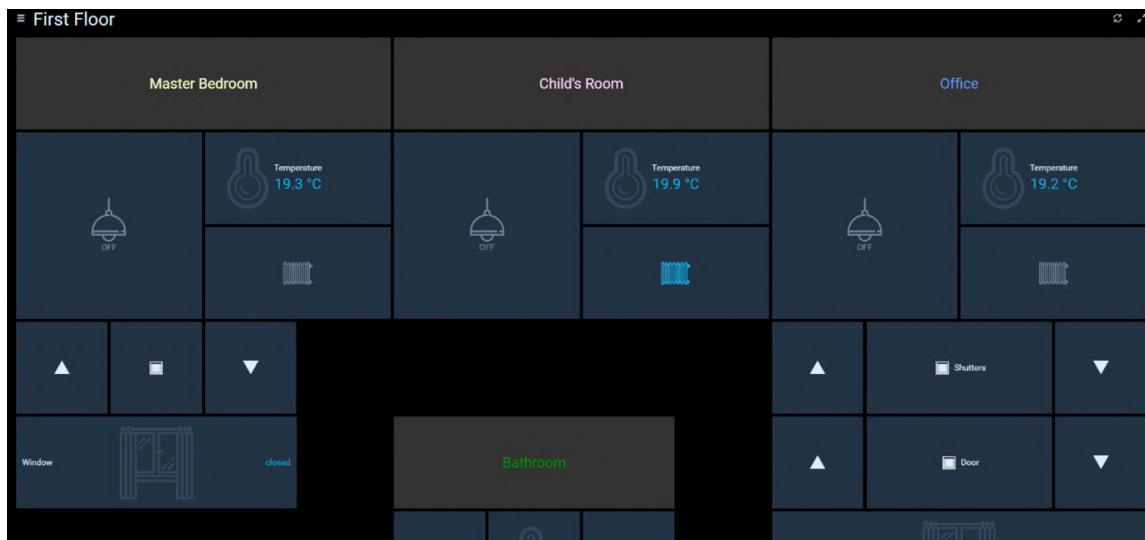 First Floor
Master Bedroom
Child's Room
Office
Temperature
19.3 °C
OFF
Temperature
19.9 °C
OFF
Temperature
19.2 °C
OFF
Shutters
Window
closed
Bathroom
Door